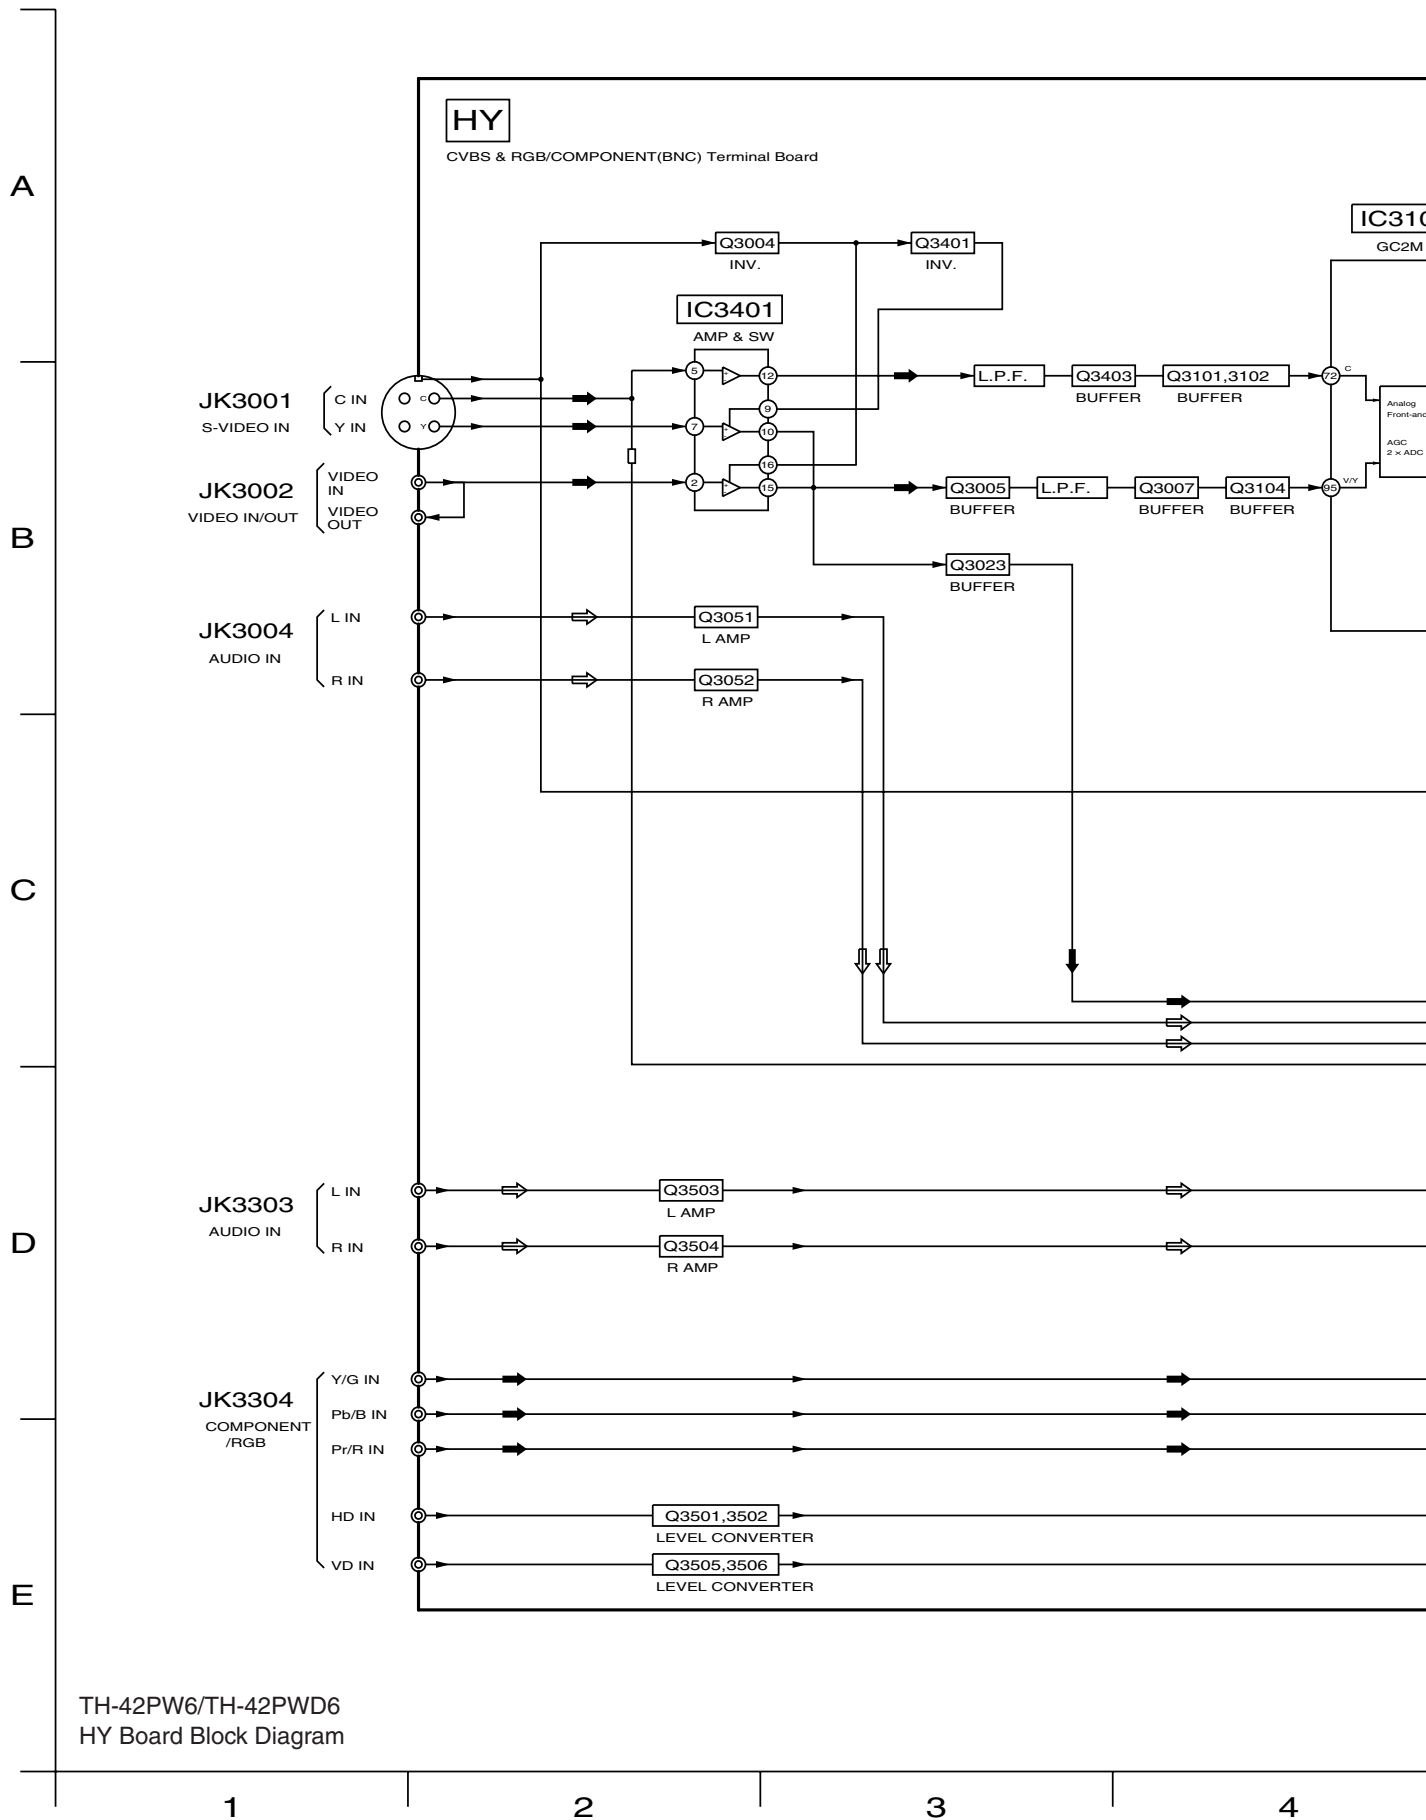 HY
CVBS & RGB/COMPONENT(BNC) Terminal Board
A
IC310
GC2M
Q3004
INV.
Q3401
INV.
IC3401
AMP & SW
JK3001
S-VIDEO IN
C IN
Y IN
C
Y
5
7
2
12
9
10
16
15
L.P.F.
Q3403
BUFFER
Q3101,3102
BUFFER
72
C
Analog
Front-and
AGC
2 x ADC
JK3002
VIDEO IN/OUT
VIDEO
IN
VIDEO
OUT
Q3005
BUFFER
L.P.F.
Q3007
BUFFER
Q3104
BUFFER
95
V/Y
B
Q3023
BUFFER
JK3004
AUDIO IN
L IN
R IN
Q3051
L AMP
Q3052
R AMP
C
JK3303
AUDIO IN
L IN
R IN
Q3503
L AMP
Q3504
R AMP
D
JK3304
COMPONENT
/RGB
Y/G IN
Pb/B IN
Pr/R IN
HD IN
VD IN
Q3501,3502
LEVEL CONVERTER
Q3505,3506
LEVEL CONVERTER
E
TH-42PW6/TH-42PWD6
HY Board Block Diagram
1 2 3 4